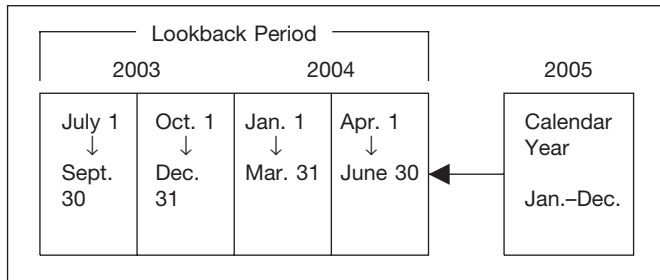 Lookback Period
2003 2004 2005
July 1 Oct. 1 Jan. 1 Apr. 1 Calendar
↓ ↓ ↓ ↓ Year
Sept. Dec. Mar. 31 June 30
30 31 Jan.–Dec.